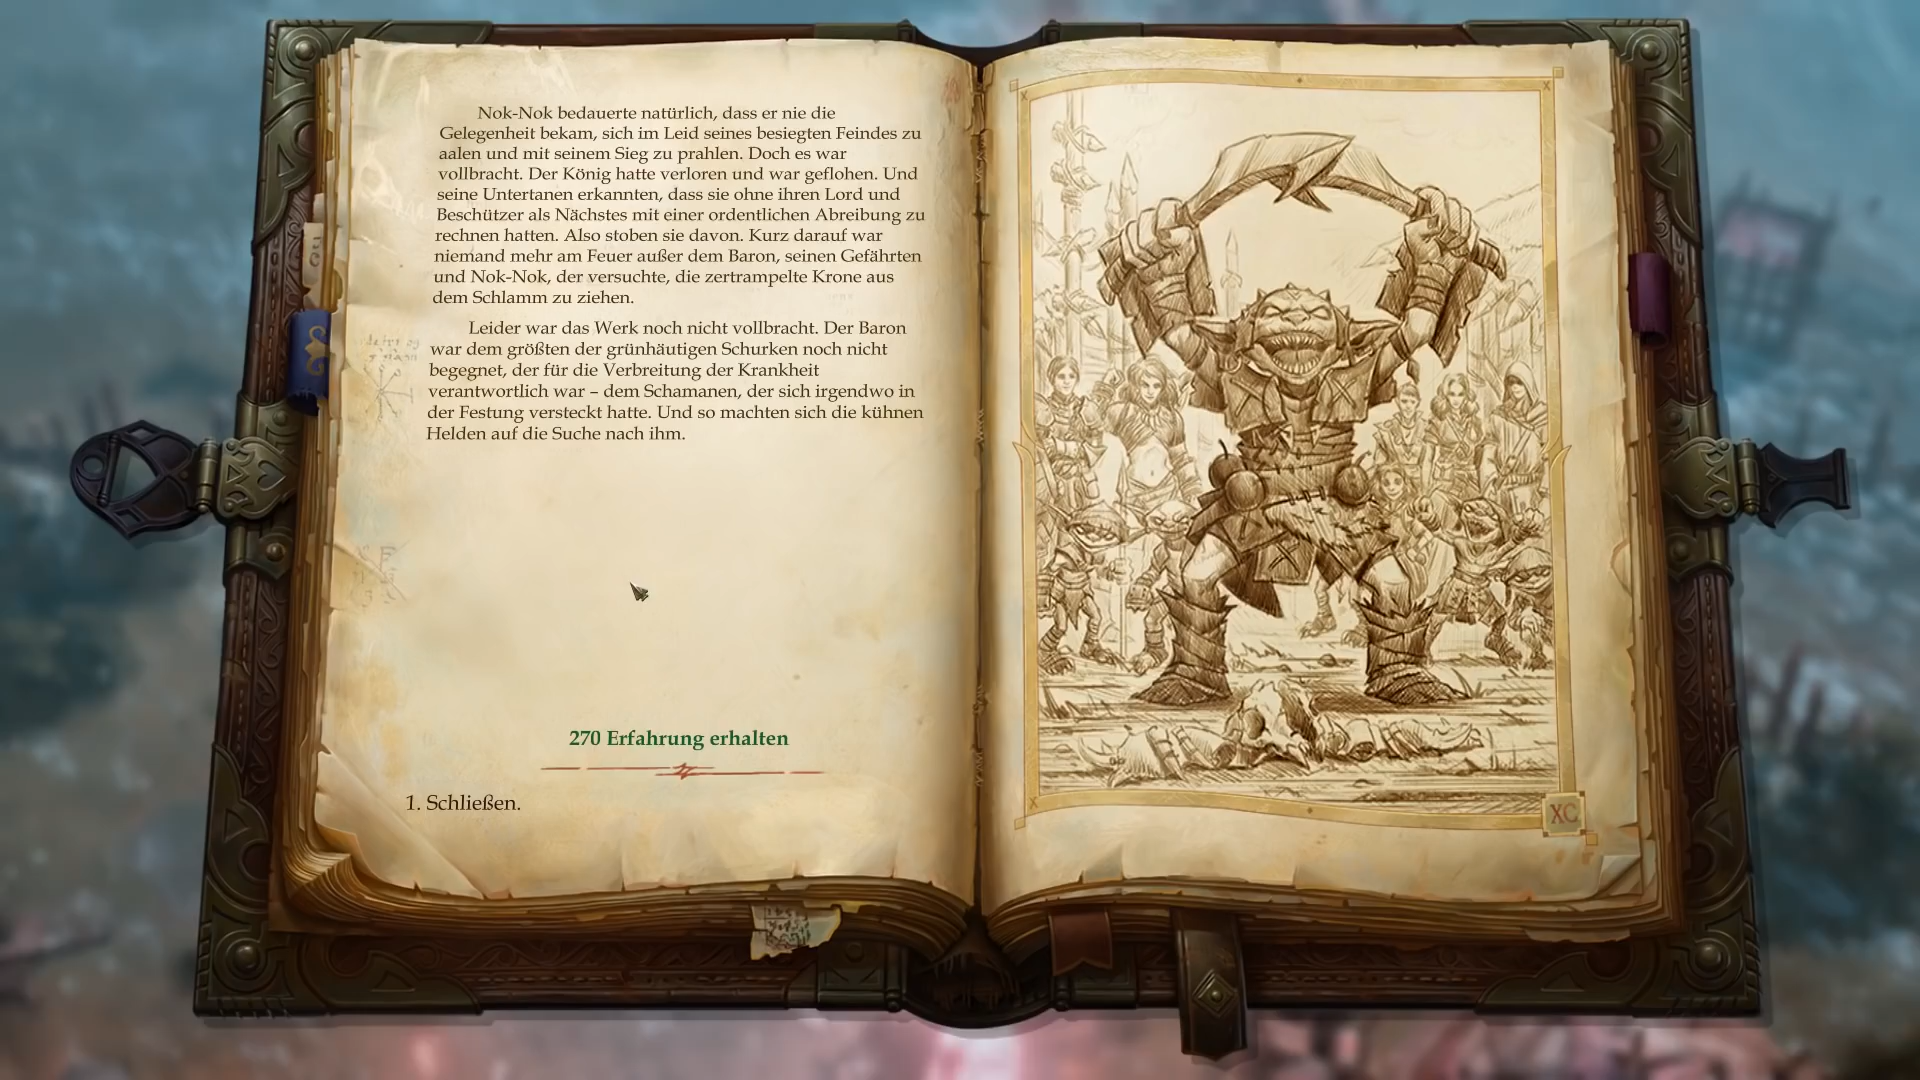 Nok-Nok bedauerte natürlich, dass er nie die
Gelegenheit bekam, sich im Leid seines besiegten Feindes zu
aalen und mit seinem Sieg zu prahlen. Doch es war
vollbracht. Der König hatte verloren und war geflohen. Und
seine Untertanen erkannten, dass sie ohne ihren Lord und
Beschützer als Nächstes mit einer ordentlichen Abreibung zu
rechnen hatten. Also stoben sie davon. Kurz darauf war
niemand mehr am Feuer außer dem Baron, seinen Gefährten
und Nok-Nok, der versuchte, die zertrampelte Krone aus
dem Schlamm zu ziehen.
Leider war das Werk noch nicht vollbracht. Der Baron
war dem größten der grünhäutigen Schurken noch nicht
begegnet, der für die Verbreitung der Krankheit
verantwortlich war – dem Schamanen, der sich irgendwo in
der Festung versteckt hatte. Und so machten sich die kühnen
Helden auf die Suche nach ihm.
270 Erfahrung erhalten
1. Schließen.
XC